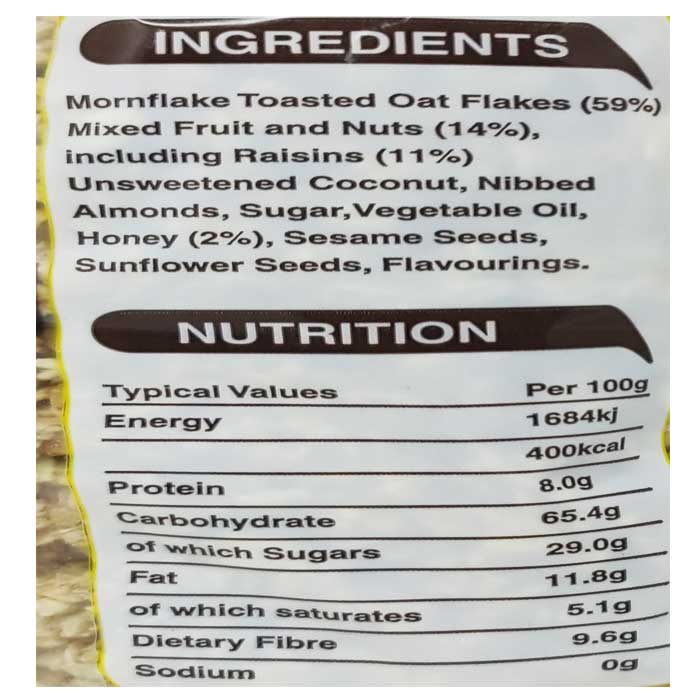 INGREDIENTS
Mornflake Toasted Oat Flakes (59%)
Mixed Fruit and Nuts (14%),
including Raisins (11%)
Unsweetened Coconut, Nibbed
Almonds, Sugar,Vegetable Oil,
Honey (2%), Sesame Seeds,
Sunflower Seeds, Flavourings.
NUTRITION
Typical Values Per 100g
Energy 1684kj
400kcal
Protein 8.0g
Carbohydrate 65.4g
of which Sugars 29.0g
Fat 11.8g
of which saturates 5.1g
Dietary Fibre 9.6g
Sodium 0g